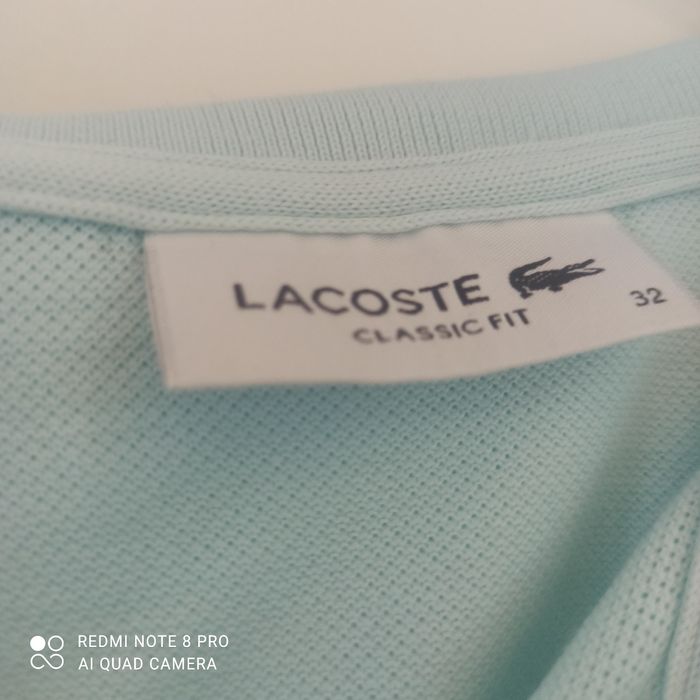 LACOSTE
CLASSIC FIT
32
REDMI NOTE 8 PRO
AI QUAD CAMERA